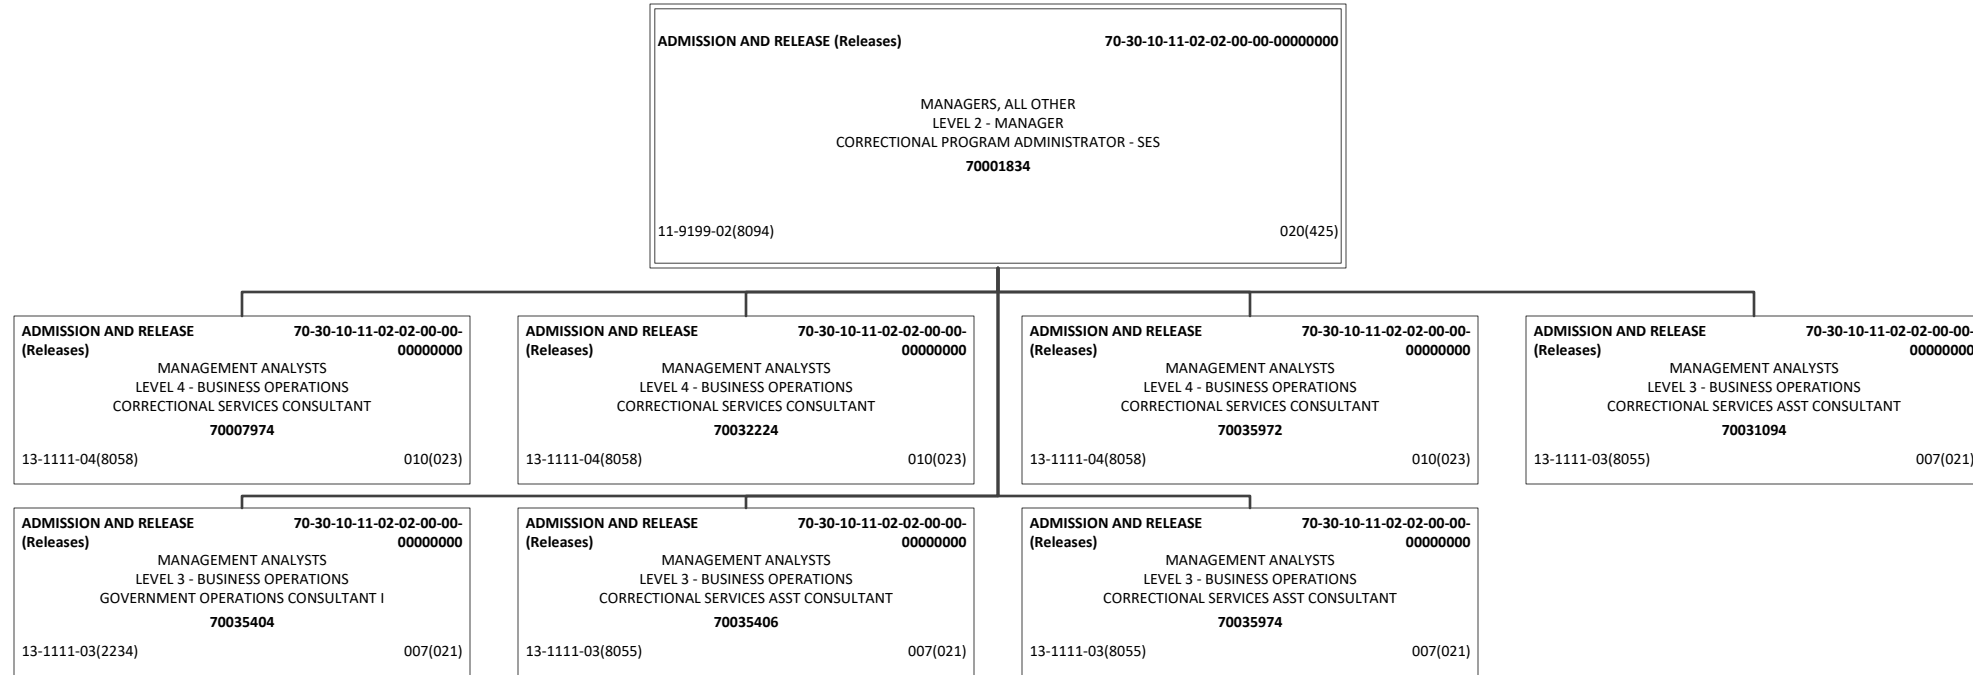 ADMISSION AND RELEASE (Releases) 70-30-10-11-02-02-00-00-00000000
MANAGERS, ALL OTHER
LEVEL 2 - MANAGER
CORRECTIONAL PROGRAM ADMINISTRATOR - SES
70001834
11-9199-02(8094) 020(425)
ADMISSION AND RELEASE 70-30-10-11-02-02-00-00-
(Releases) 00000000
MANAGEMENT ANALYSTS
LEVEL 4 - BUSINESS OPERATIONS
CORRECTIONAL SERVICES CONSULTANT
70007974
13-1111-04(8058) 010(023)
ADMISSION AND RELEASE 70-30-10-11-02-02-00-00-
(Releases) 00000000
MANAGEMENT ANALYSTS
LEVEL 4 - BUSINESS OPERATIONS
CORRECTIONAL SERVICES CONSULTANT
70032224
13-1111-04(8058) 010(023)
ADMISSION AND RELEASE 70-30-10-11-02-02-00-00-
(Releases) 00000000
MANAGEMENT ANALYSTS
LEVEL 4 - BUSINESS OPERATIONS
CORRECTIONAL SERVICES CONSULTANT
70035972
13-1111-04(8058) 010(023)
ADMISSION AND RELEASE 70-30-10-11-02-02-00-00-
(Releases) 00000000
MANAGEMENT ANALYSTS
LEVEL 3 - BUSINESS OPERATIONS
CORRECTIONAL SERVICES ASST CONSULTANT
70031094
13-1111-03(8055) 007(021)
ADMISSION AND RELEASE 70-30-10-11-02-02-00-00-
(Releases) 00000000
MANAGEMENT ANALYSTS
LEVEL 3 - BUSINESS OPERATIONS
GOVERNMENT OPERATIONS CONSULTANT I
70035404
13-1111-03(2234) 007(021)
ADMISSION AND RELEASE 70-30-10-11-02-02-00-00-
(Releases) 00000000
MANAGEMENT ANALYSTS
LEVEL 3 - BUSINESS OPERATIONS
CORRECTIONAL SERVICES ASST CONSULTANT
70035406
13-1111-03(8055) 007(021)
ADMISSION AND RELEASE 70-30-10-11-02-02-00-00-
(Releases) 00000000
MANAGEMENT ANALYSTS
LEVEL 3 - BUSINESS OPERATIONS
CORRECTIONAL SERVICES ASST CONSULTANT
70035974
13-1111-03(8055) 007(021)